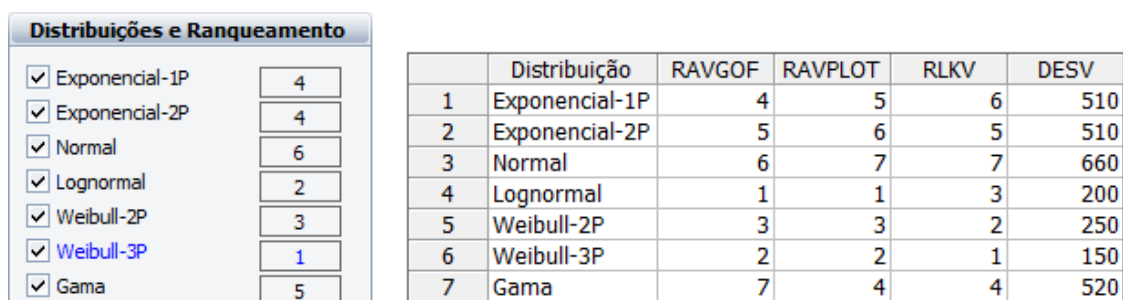 Distribuições e Ranqueamento
Exponencial-1P 4
Exponencial-2P 4
Normal 6
Lognormal 2
Weibull-2P 3
Weibull-3P 1
Gama 5
Distribuição RAVGOF RAVPLOT RLKV DESV
1 Exponencial-1P 4 5 6 510
2 Exponencial-2P 5 6 5 510
3 Normal 6 7 7 660
4 Lognormal 1 1 3 200
5 Weibull-2P 3 3 2 250
6 Weibull-3P 2 2 1 150
7 Gama 7 4 4 520